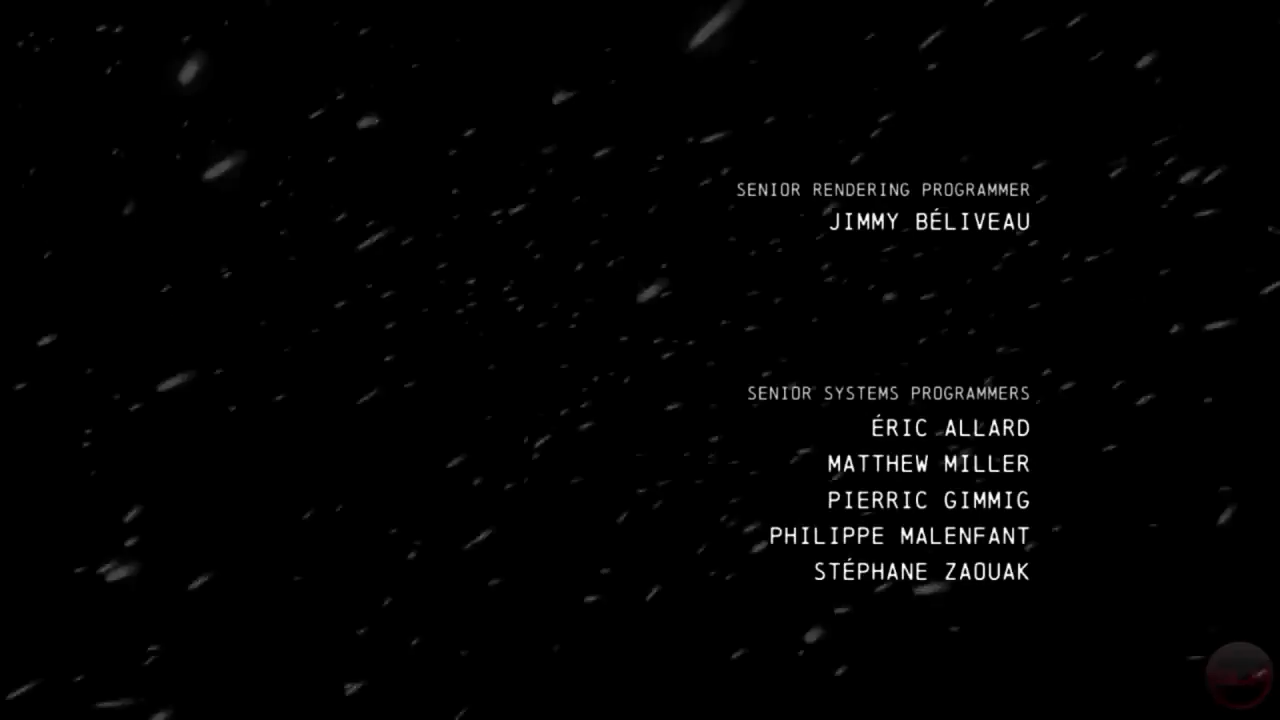 SENIOR RENDERING PROGRAMMER
JIMMY BÉLIVEAU
SENIOR SYSTEMS PROGRAMMERS
ÉRIC ALLARD
MATTHEW MILLER
PIERRIC GIMMIG
PHILIPPE MALENFANT
STÉPHANE ZAOUAK